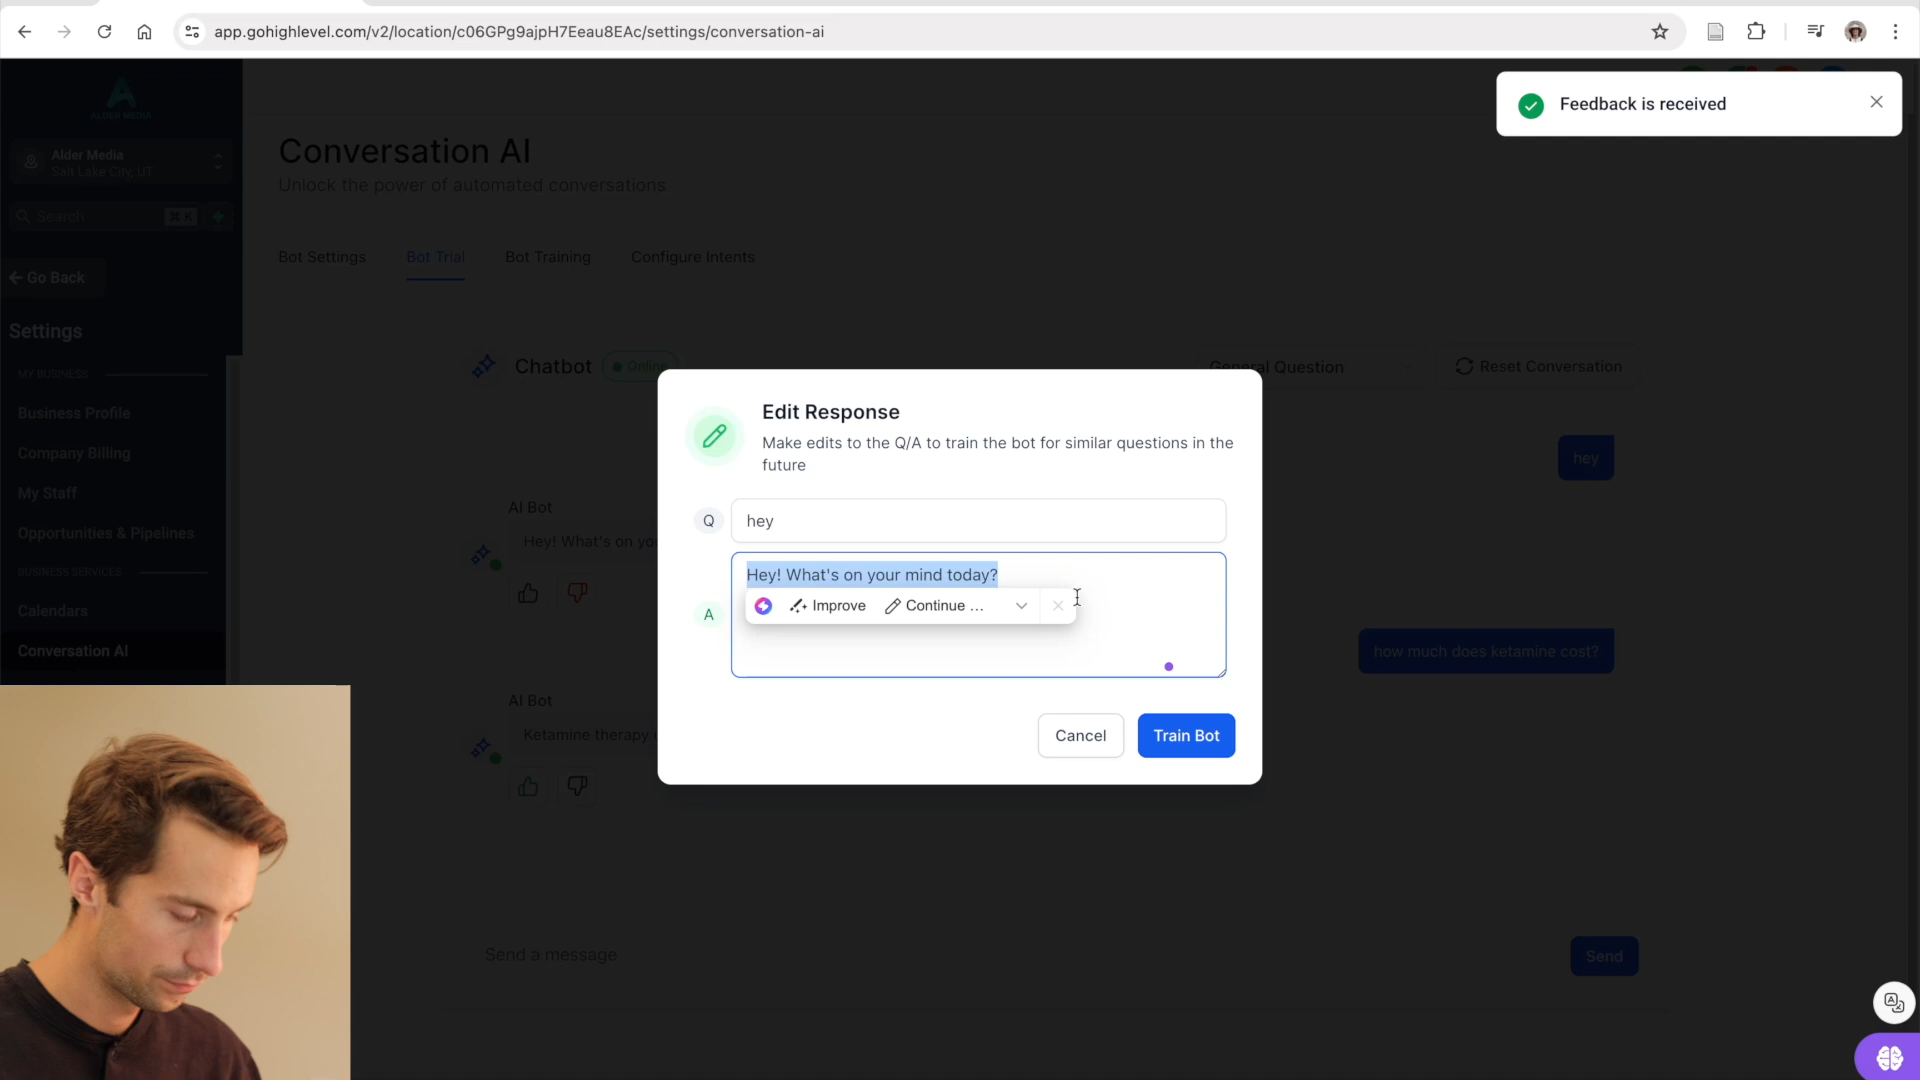 app.gohighlevel.com/v2/location/c06GPg9ajpH7Eeau8EAc/settings/conversation-ai
Feedback is received
ALDER MEDIA
Alder Media
Salt Lake City, UT
Search
⌘ K
Go Back
Settings
MY BUSINESS
Business Profile
Company Billing
My Staff
Opportunities & Pipelines
BUSINESS SERVICES
Calendars
Conversation AI
Conversation AI
Unlock the power of automated conversations
Bot Settings
Bot Trial
Bot Training
Configure Intents
Chatbot
Online
General Question
Reset Conversation
hey
AI Bot
Hey! What's on you
how much does ketamine cost?
AI Bot
Ketamine therapy
Edit Response
Make edits to the Q/A to train the bot for similar questions in the
future
Q
hey
A
Hey! What's on your mind today?
Improve
Continue ...
Cancel
Train Bot
Send a message
Send